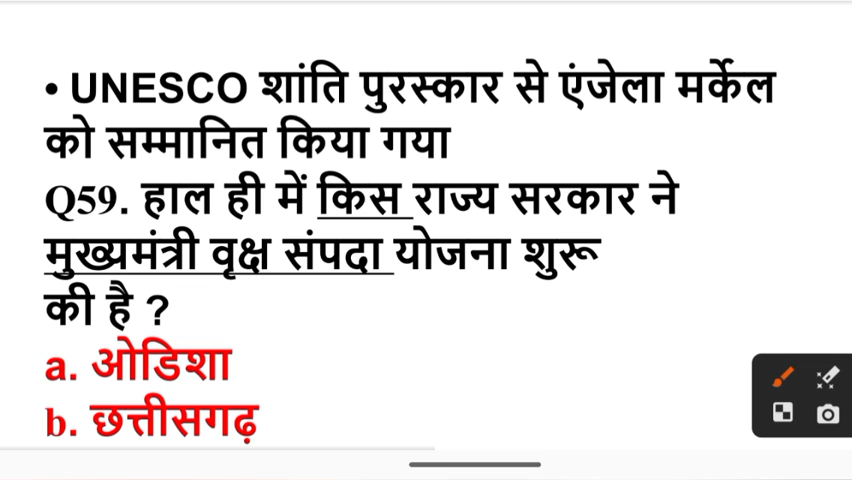 • UNESCO शांति पुरस्कार से एंजेला मर्केल
को सम्मानित किया गया
Q59. हाल ही में किस राज्य सरकार ने
मुख्यमंत्री वृक्ष संपदा योजना शुरू
की है ?
a. ओडिशा
b. छत्तीसगढ़